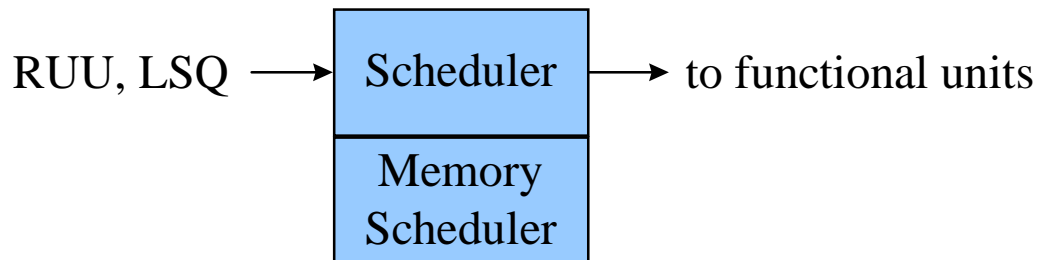 RUU, LSQ
Scheduler
to functional units
Memory
Scheduler